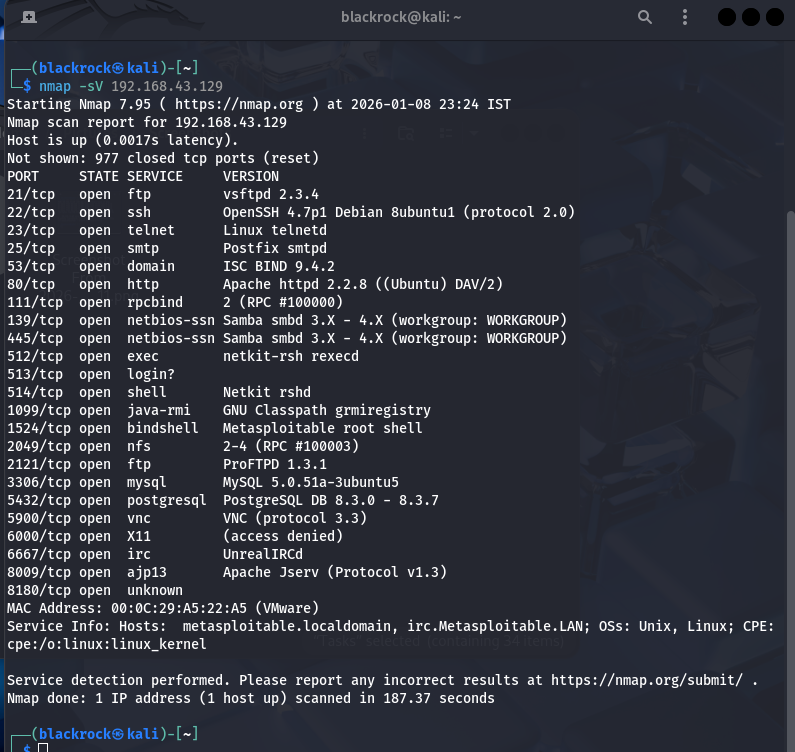 blackrock@kali: ~
┌──(blackrock㉿kali)-[~]
└─$ nmap -sV 192.168.43.129
Starting Nmap 7.95 ( https://nmap.org ) at 2026-01-08 23:24 IST
Nmap scan report for 192.168.43.129
Host is up (0.0017s latency).
Not shown: 977 closed tcp ports (reset)
PORT     STATE SERVICE     VERSION
21/tcp   open  ftp         vsftpd 2.3.4
22/tcp   open  ssh         OpenSSH 4.7p1 Debian 8ubuntu1 (protocol 2.0)
23/tcp   open  telnet      Linux telnetd
25/tcp   open  smtp        Postfix smtpd
53/tcp   open  domain      ISC BIND 9.4.2
80/tcp   open  http        Apache httpd 2.2.8 ((Ubuntu) DAV/2)
111/tcp  open  rpcbind     2 (RPC #100000)
139/tcp  open  netbios-ssn Samba smbd 3.X - 4.X (workgroup: WORKGROUP)
445/tcp  open  netbios-ssn Samba smbd 3.X - 4.X (workgroup: WORKGROUP)
512/tcp  open  exec        netkit-rsh rexecd
513/tcp  open  login?
514/tcp  open  shell       Netkit rshd
1099/tcp open  java-rmi    GNU Classpath grmiregistry
1524/tcp open  bindshell   Metasploitable root shell
2049/tcp open  nfs         2-4 (RPC #100003)
2121/tcp open  ftp         ProFTPD 1.3.1
3306/tcp open  mysql       MySQL 5.0.51a-3ubuntu5
5432/tcp open  postgresql  PostgreSQL DB 8.3.0 - 8.3.7
5900/tcp open  vnc         VNC (protocol 3.3)
6000/tcp open  X11         (access denied)
6667/tcp open  irc         UnrealIRCd
8009/tcp open  ajp13       Apache Jserv (Protocol v1.3)
8180/tcp open  unknown
MAC Address: 00:0C:29:A5:22:A5 (VMware)
Service Info: Hosts:  metasploitable.localdomain, irc.Metasploitable.LAN; OSs: Unix, Linux; CPE:
cpe:/o:linux:linux_kernel
"Tasks" selected (containing 34 items)
Service detection performed. Please report any incorrect results at https://nmap.org/submit/ .
Nmap done: 1 IP address (1 host up) scanned in 187.37 seconds
┌──(blackrock㉿kali)-[~]
└─$